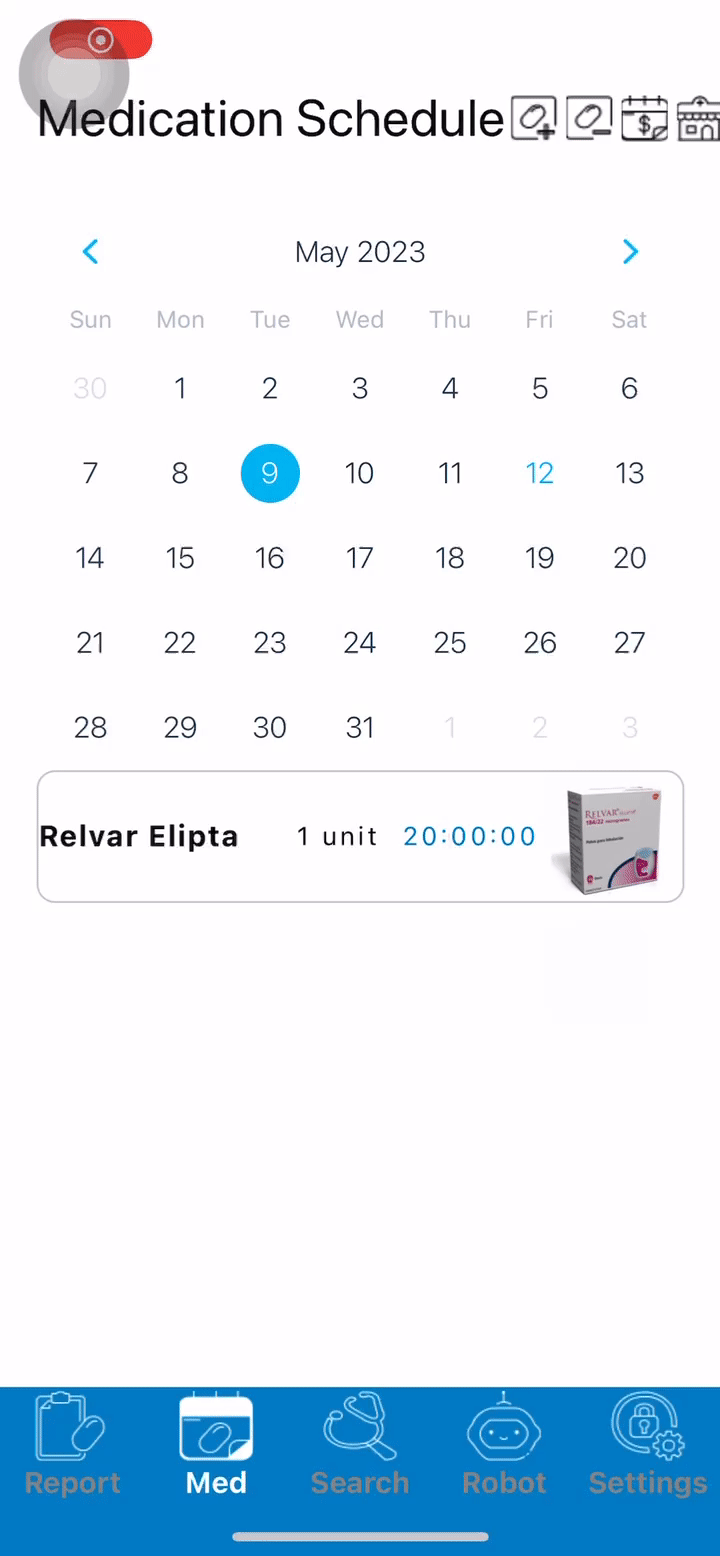 Medication Schedule
May 2023
Sun Mon Tue Wed Thu Fri Sat
30 1 2 3 4 5 6
7 8 9 10 11 12 13
14 15 16 17 18 19 20
21 22 23 24 25 26 27
28 29 30 31 1 2 3
Relvar Elipta 1 unit 20:00:00
RELVAR
Report Med Search Robot Settings